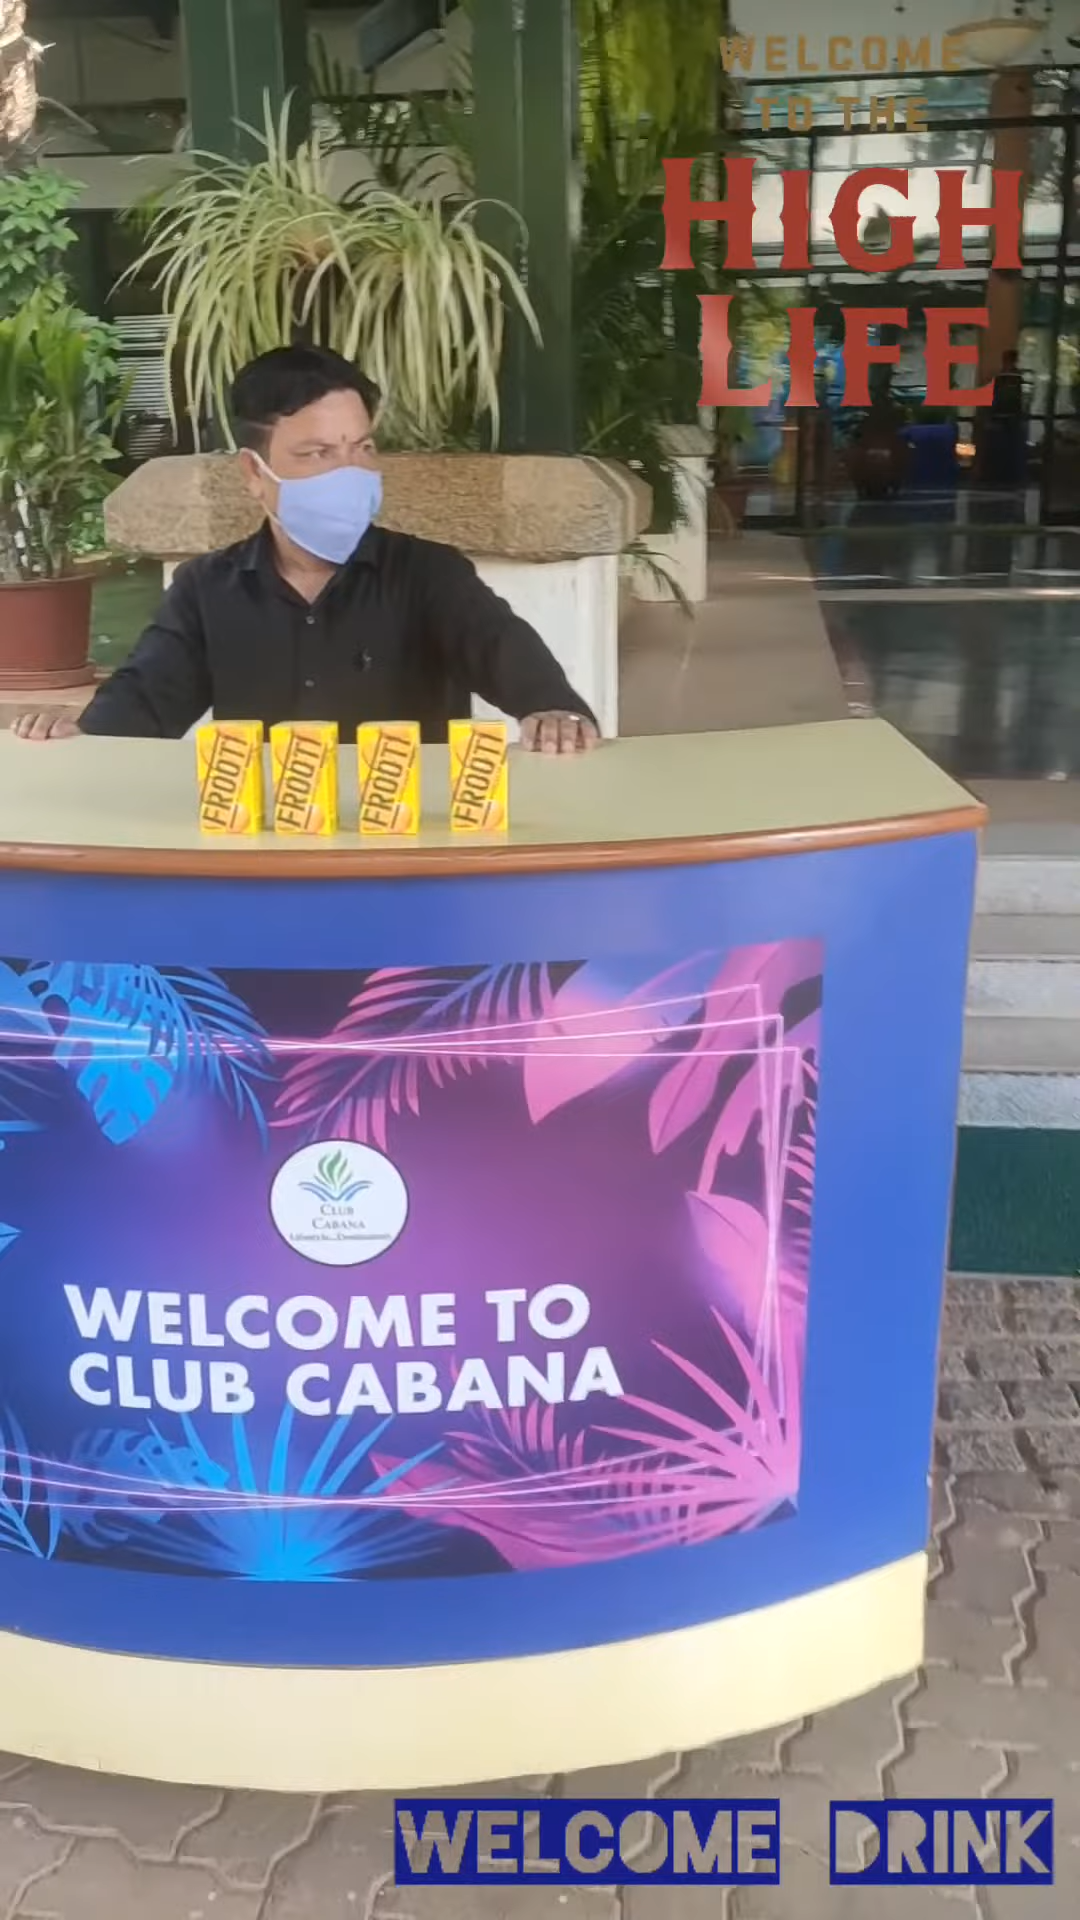 WELCOME
TO THE
HIGH
LIFE
FROOTI FROOTI FROOTI FROOTI
CLUB
CABANA
WELCOME TO
CLUB CABANA
WELCOME DRINK